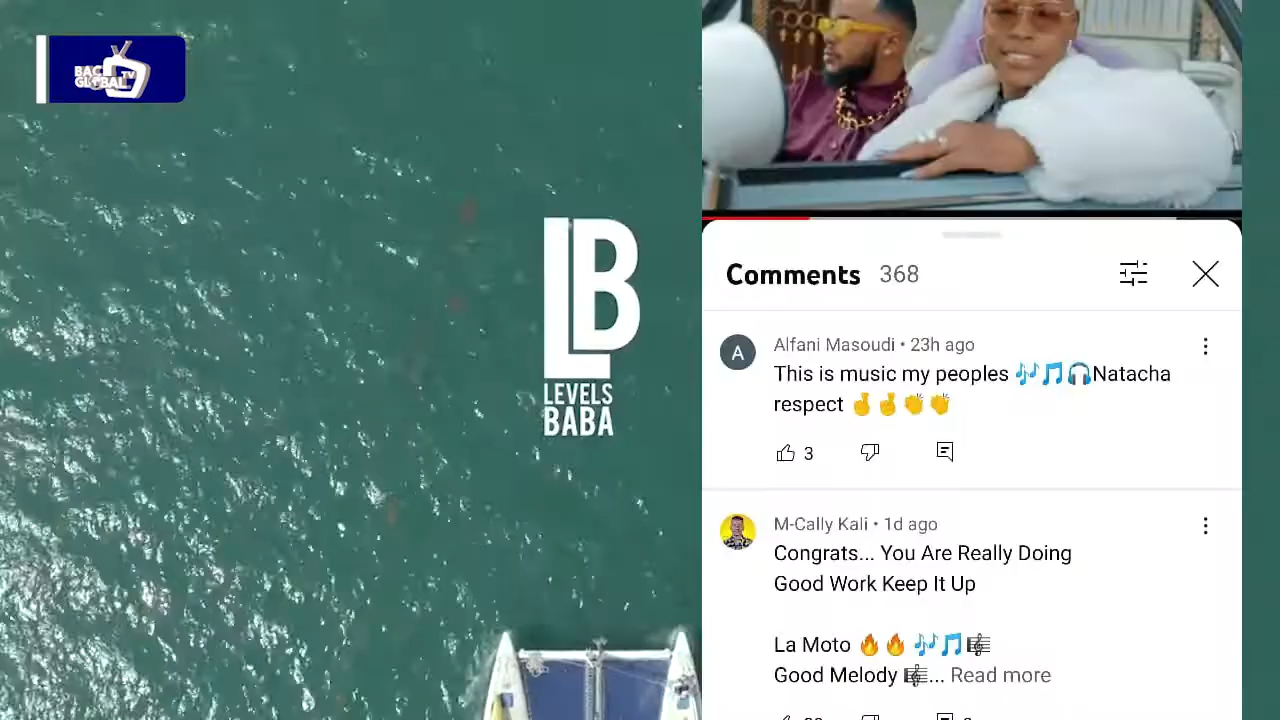 BAC
GLOBAL TV
LB
LEVELS
BABA
Comments 368
A
Alfani Masoudi • 23h ago
This is music my peoples 🎶🎵🎧Natacha
respect 🤞🤞👏👏
3
M-Cally Kali • 1d ago
Congrats... You Are Really Doing
Good Work Keep It Up
La Moto 🔥🔥 🎶🎵🎼
Good Melody 🎼... Read more